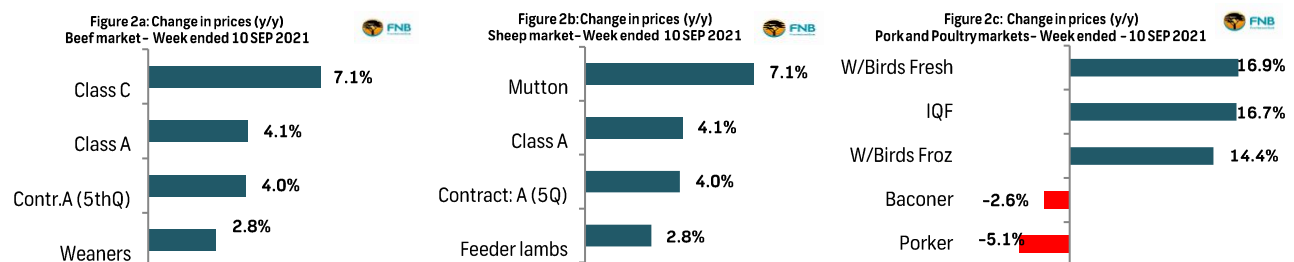 Figure 2a: Change in prices (y/y)
Beef market – Week ended 10 SEP 2021
FNB
Class C
7.1%
Class A
4.1%
Contr.A (5thQ)
4.0%
Weaners
2.8%
Figure 2b:Change in prices (y/y)
Sheep market – Week ended 10 SEP 2021
FNB
Mutton
7.1%
Class A
4.1%
Contract: A (5Q)
4.0%
Feeder lambs
2.8%
Figure 2c: Change in prices (y/y)
Pork and Poultry markets – Week ended – 10 SEP 2021
FNB
W/Birds Fresh
16.9%
IQF
16.7%
W/Birds Froz
14.4%
Baconer
-2.6%
Porker
-5.1%